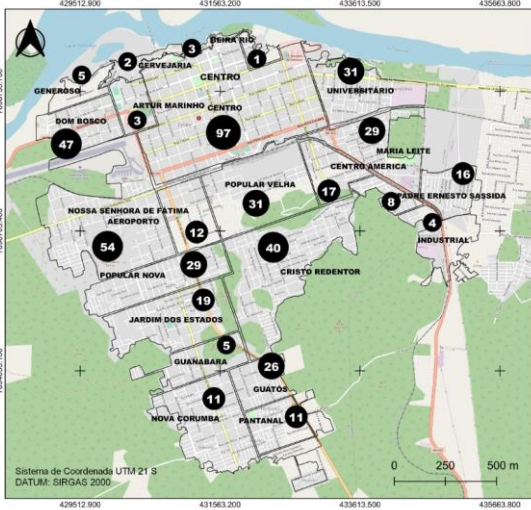 429512.900 431563.200 433613.500 435663.800
BEIRA RIO
3
1
2
CERVEJARIA
5
CENTRO
31
GENEROSO
UNIVERSITÁRIO
ARTUR MARINHO
CENTRO
DOM BOSCO
3
97
29
47
MARIA LEITE
CENTRO AMERICA
16
POPULAR VELHA
17
PADRE ERNESTO SASSIDA
31
8
NOSSA SENHORA DE FÁTIMA
AEROPORTO
12
4
54
40
INDUSTRIAL
POPULAR NOVA
29
CRISTO REDENTOR
19
JARDIM DOS ESTADOS
5
GUANABARA
26
GUATÓS
11
NOVA CORUMBÁ
PANTANAL
11
Sistema de Coordenada UTM 21 S
DATUM: SIRGAS 2000
0 250 500 m
429512.900 431563.200 433613.500 435663.800